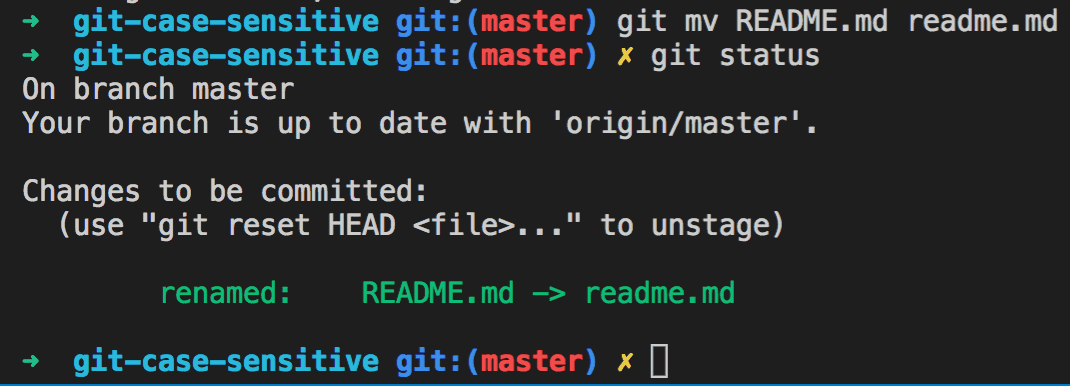 ➜  git-case-sensitive git:(master) git mv README.md readme.md
➜  git-case-sensitive git:(master) ✗ git status
On branch master
Your branch is up to date with 'origin/master'.
Changes to be committed:
  (use "git reset HEAD <file>..." to unstage)
        renamed:    README.md -> readme.md
➜  git-case-sensitive git:(master) ✗